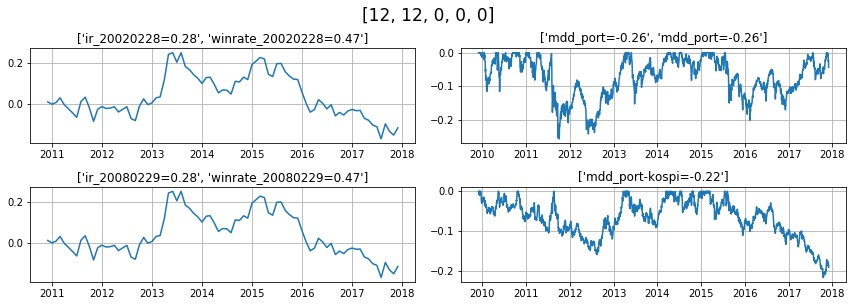 [12, 12, 0, 0, 0]
['ir_20020228=0.28', 'winrate_20020228=0.47']
0.2
0.0
2011 2012 2013 2014 2015 2016 2017 2018
['mdd_port=-0.26', 'mdd_port=-0.26']
0.0
−0.1
−0.2
2010 2011 2012 2013 2014 2015 2016 2017 2018
['ir_20080229=0.28', 'winrate_20080229=0.47']
0.2
0.0
2011 2012 2013 2014 2015 2016 2017 2018
['mdd_port-kospi=-0.22']
0.0
−0.1
−0.2
2010 2011 2012 2013 2014 2015 2016 2017 2018